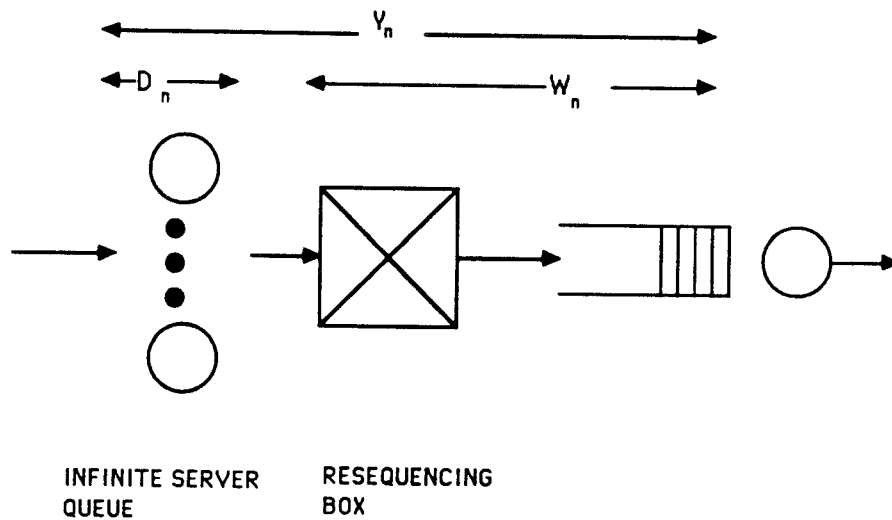 Yn
Dn
Wn
INFINITE SERVER
QUEUE
RESEQUENCING
BOX